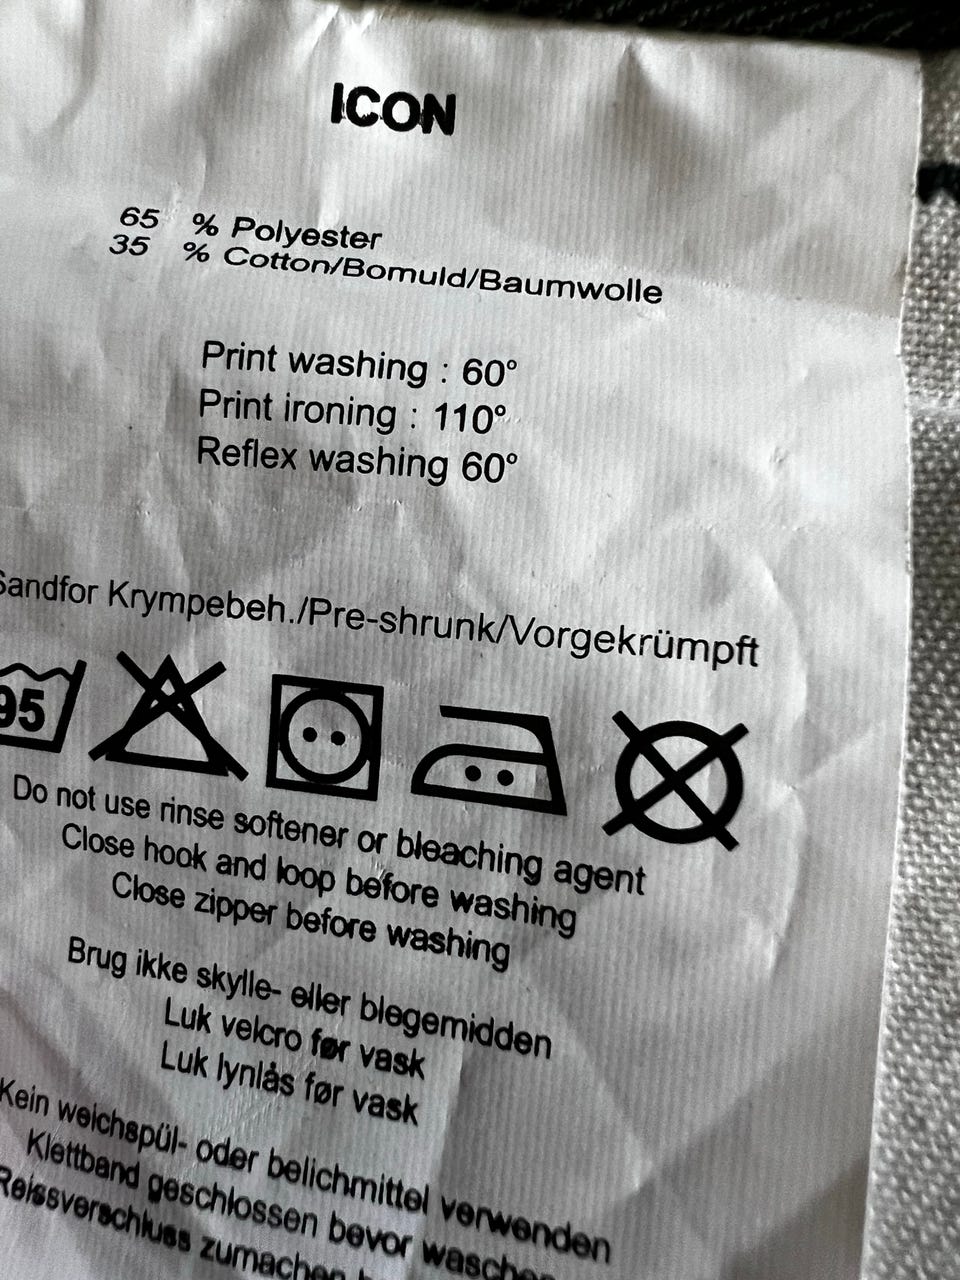 ICON
65 % Polyester
35 % Cotton/Bomuld/Baumwolle
Print washing : 60°
Print ironing : 110°
Reflex washing 60°
Sandfor Krympebeh./Pre-shrunk/Vorgekrümpft
95
Do not use rinse softener or bleaching agent
Close hook and loop before washing
Close zipper before washing
Brug ikke skylle- eller blegemidden
Luk velcro før vask
Luk lynlås før vask
Kein weichspül- oder belichmittel verwenden
Klettband geschlossen bevor waschen
Reissverschluss zumachen